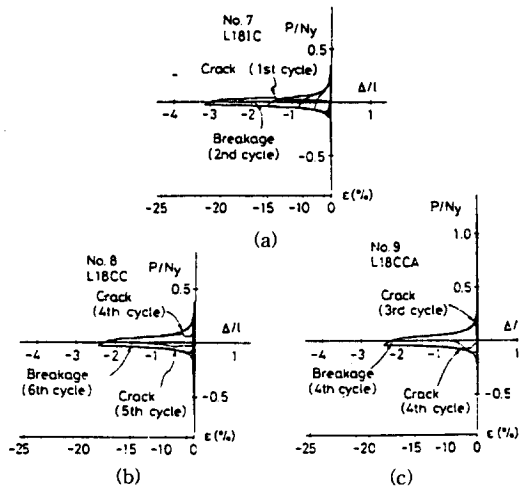 No. 7
L181C
P/Ny
0.5
Crack (1st cycle)
Δ/l
-4 -3 -2 -1 1
Breakage
(2nd cycle)
-0.5
-25 -20 -15 -10 0 ε(%)
(a)
No. 8
L18CC
P/Ny
0.5
Crack
(4th cycle)
Δ/l
-4 -3 -2 -1 1
Breakage
(6th cycle)
Crack
(5th cycle)
-0.5
-25 -20 -15 -10 0 ε(%)
(b)
P/Ny
1.0
No. 9
L18CCA
0.5
Crack
(3rd cycle)
Δ/l
-4 -3 -2 -1 1
Breakage
(4th cycle)
Crack
(4th cycle)
-0.5
-25 -20 -15 -10 0 ε(%)
(c)